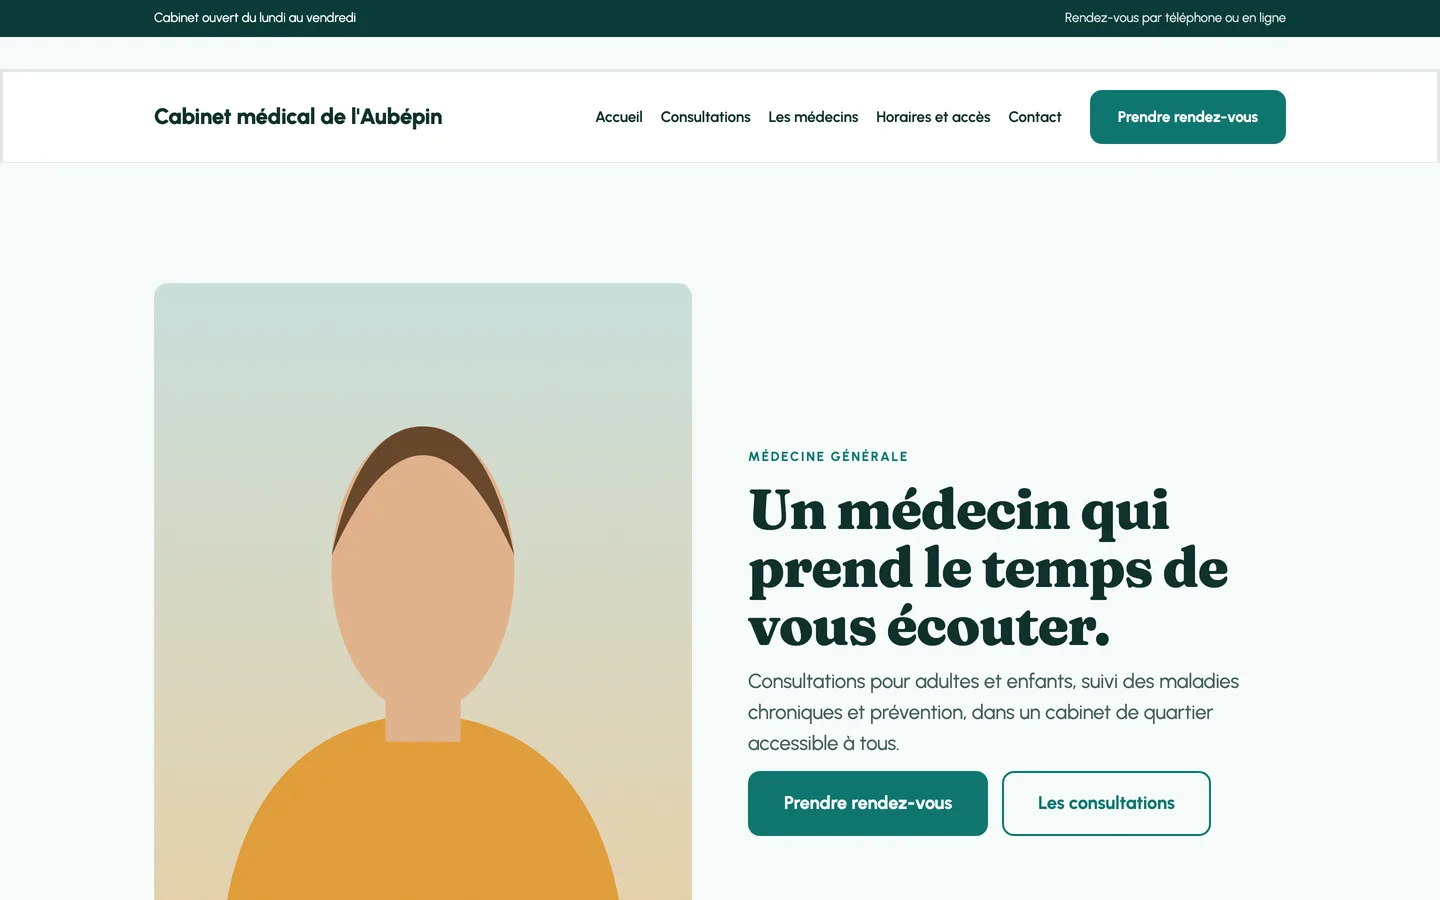 Cabinet ouvert du lundi au vendredi
Rendez-vous par téléphone ou en ligne
Cabinet médical de l'Aubépin
Accueil
Consultations
Les médecins
Horaires et accès
Contact
Prendre rendez-vous
MÉDECINE GÉNÉRALE
Un médecin qui
prend le temps de
vous écouter.
Consultations pour adultes et enfants, suivi des maladies
chroniques et prévention, dans un cabinet de quartier
accessible à tous.
Prendre rendez-vous
Les consultations